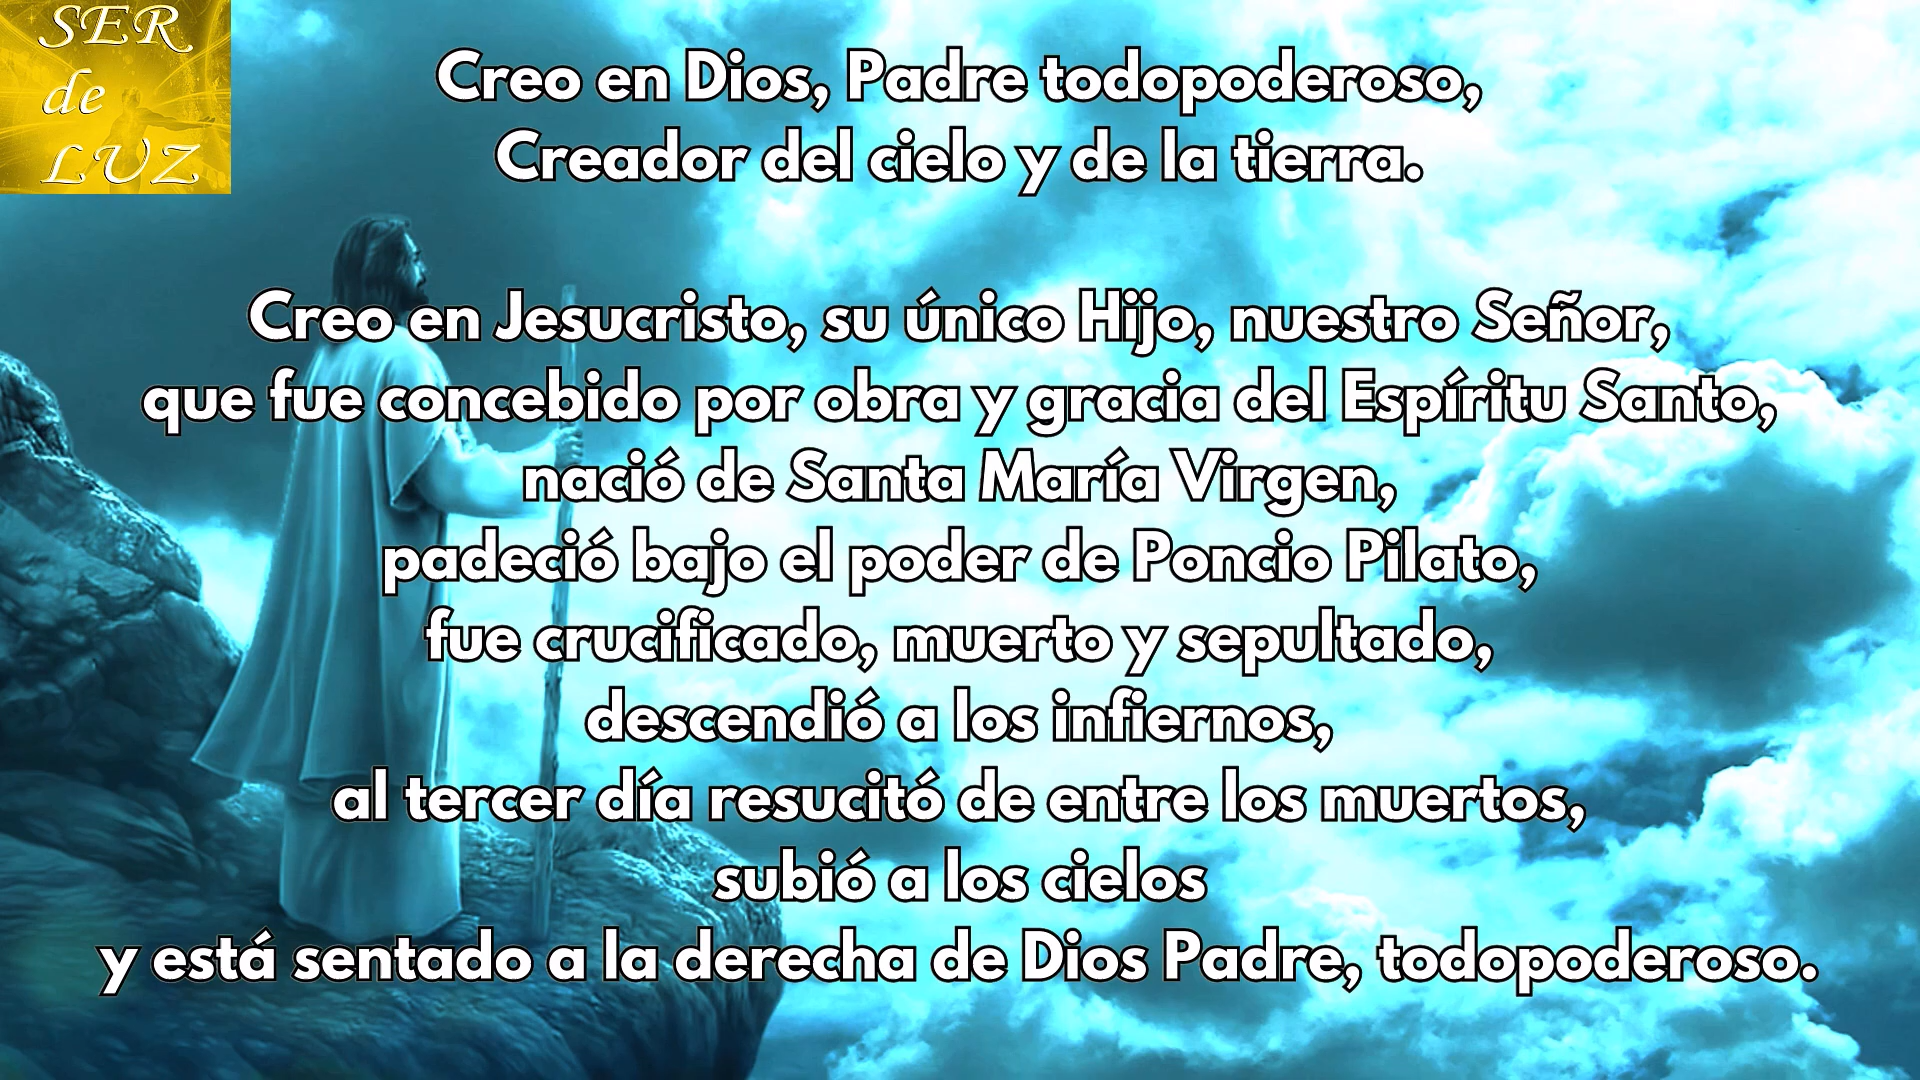 SER
de
LUZ
Creo en Dios, Padre todopoderoso,
Creador del cielo y de la tierra.
Creo en Jesucristo, su único Hijo, nuestro Señor,
que fue concebido por obra y gracia del Espíritu Santo,
nació de Santa María Virgen,
padeció bajo el poder de Poncio Pilato,
fue crucificado, muerto y sepultado,
descendió a los infiernos,
al tercer día resucitó de entre los muertos,
subió a los cielos
y está sentado a la derecha de Dios Padre, todopoderoso.